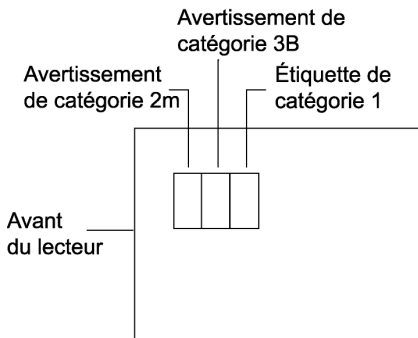 Avertissement de
catégorie 3B
Avertissement
de catégorie 2m
Étiquette de
catégorie 1
Avant
du lecteur